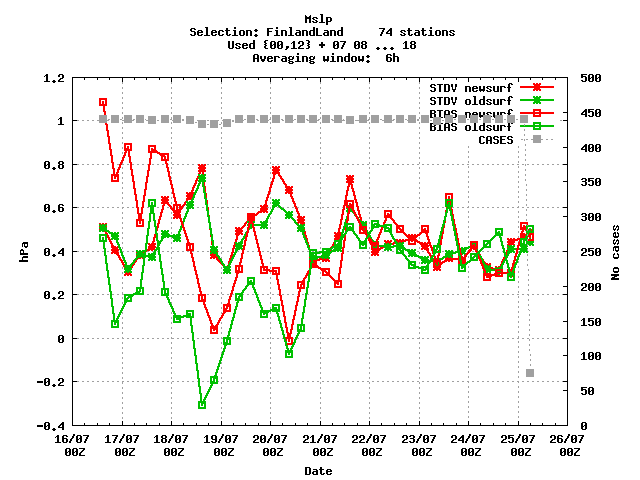 Mslp
Selection: FinlandLand     74 stations
Used {00,12} + 07 08 ... 18
Averaging window:  6h
STDV newsurf
STDV oldsurf
BIAS newsurf
BIAS oldsurf
CASES
1.2
1
0.8
0.6
0.4
0.2
0
-0.2
-0.4
hPa
500
450
400
350
300
250
200
150
100
50
0
No cases
16/07 17/07 18/07 19/07 20/07 21/07 22/07 23/07 24/07 25/07 26/07
00Z 00Z 00Z 00Z 00Z 00Z 00Z 00Z 00Z 00Z 00Z
Date